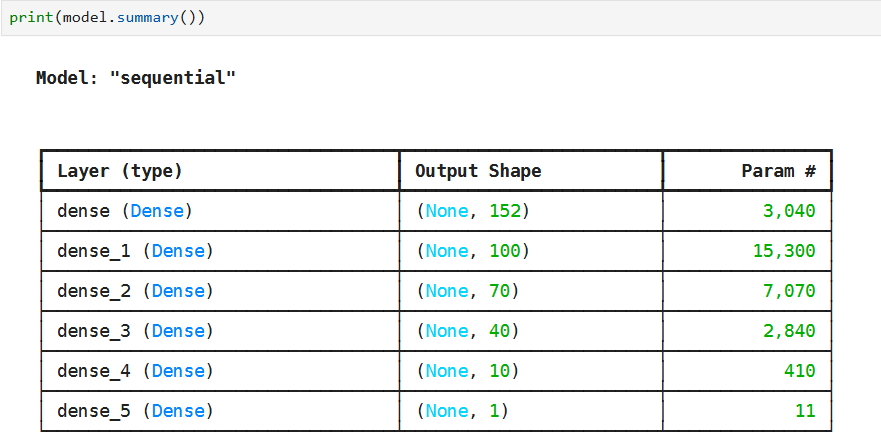 print(model.summary())
Model: "sequential"
Layer (type) Output Shape Param #
dense (Dense) (None, 152) 3,040
dense_1 (Dense) (None, 100) 15,300
dense_2 (Dense) (None, 70) 7,070
dense_3 (Dense) (None, 40) 2,840
dense_4 (Dense) (None, 10) 410
dense_5 (Dense) (None, 1) 11